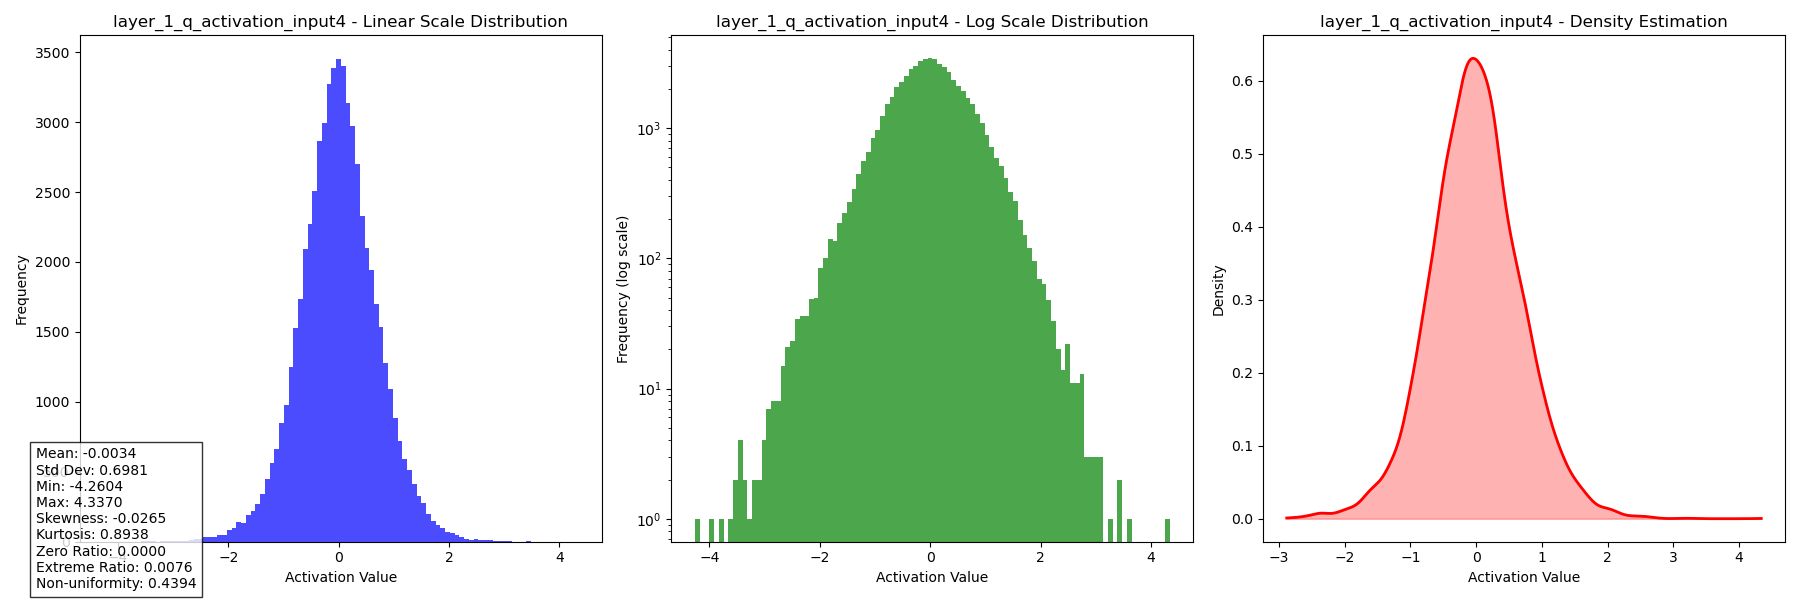 layer_1_q_activation_input4 - Linear Scale Distribution
3500
3000
2500
2000
1500
1000
0
Frequency
−2
0
2
4
Activation Value
Mean: -0.0034
Std Dev: 0.6981
Min: -4.2604
Max: 4.3370
Skewness: -0.0265
Kurtosis: 0.8938
Zero Ratio: 0.0000
Extreme Ratio: 0.0076
Non-uniformity: 0.4394
layer_1_q_activation_input4 - Log Scale Distribution
10³
10²
10¹
10⁰
Frequency (log scale)
−4
−2
0
2
4
Activation Value
layer_1_q_activation_input4 - Density Estimation
0.6
0.5
0.4
0.3
0.2
0.1
0.0
Density
−3
−2
−1
0
1
2
3
4
Activation Value